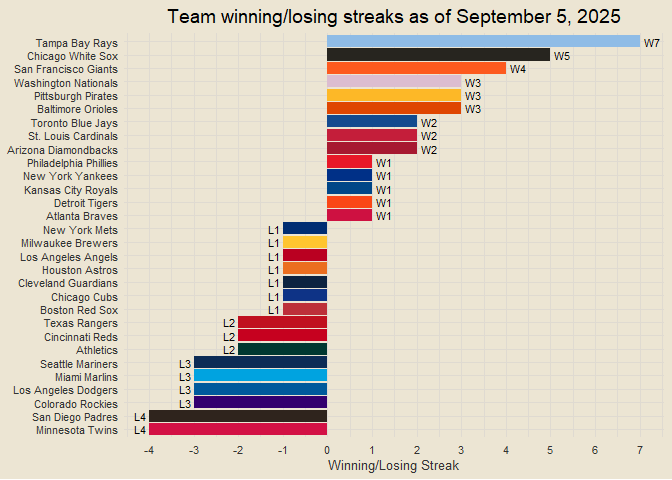 Team winning/losing streaks as of September 5, 2025
Tampa Bay Rays W7
Chicago White Sox W5
San Francisco Giants W4
Washington Nationals W3
Pittsburgh Pirates W3
Baltimore Orioles W3
Toronto Blue Jays W2
St. Louis Cardinals W2
Arizona Diamondbacks W2
Philadelphia Phillies W1
New York Yankees W1
Kansas City Royals W1
Detroit Tigers W1
Atlanta Braves W1
New York Mets L1
Milwaukee Brewers L1
Los Angeles Angels L1
Houston Astros L1
Cleveland Guardians L1
Chicago Cubs L1
Boston Red Sox L1
Texas Rangers L2
Cincinnati Reds L2
Athletics L2
Seattle Mariners L3
Miami Marlins L3
Los Angeles Dodgers L3
Colorado Rockies L3
San Diego Padres L4
Minnesota Twins L4
-4 -3 -2 -1 0 1 2 3 4 5 6 7
Winning/Losing Streak